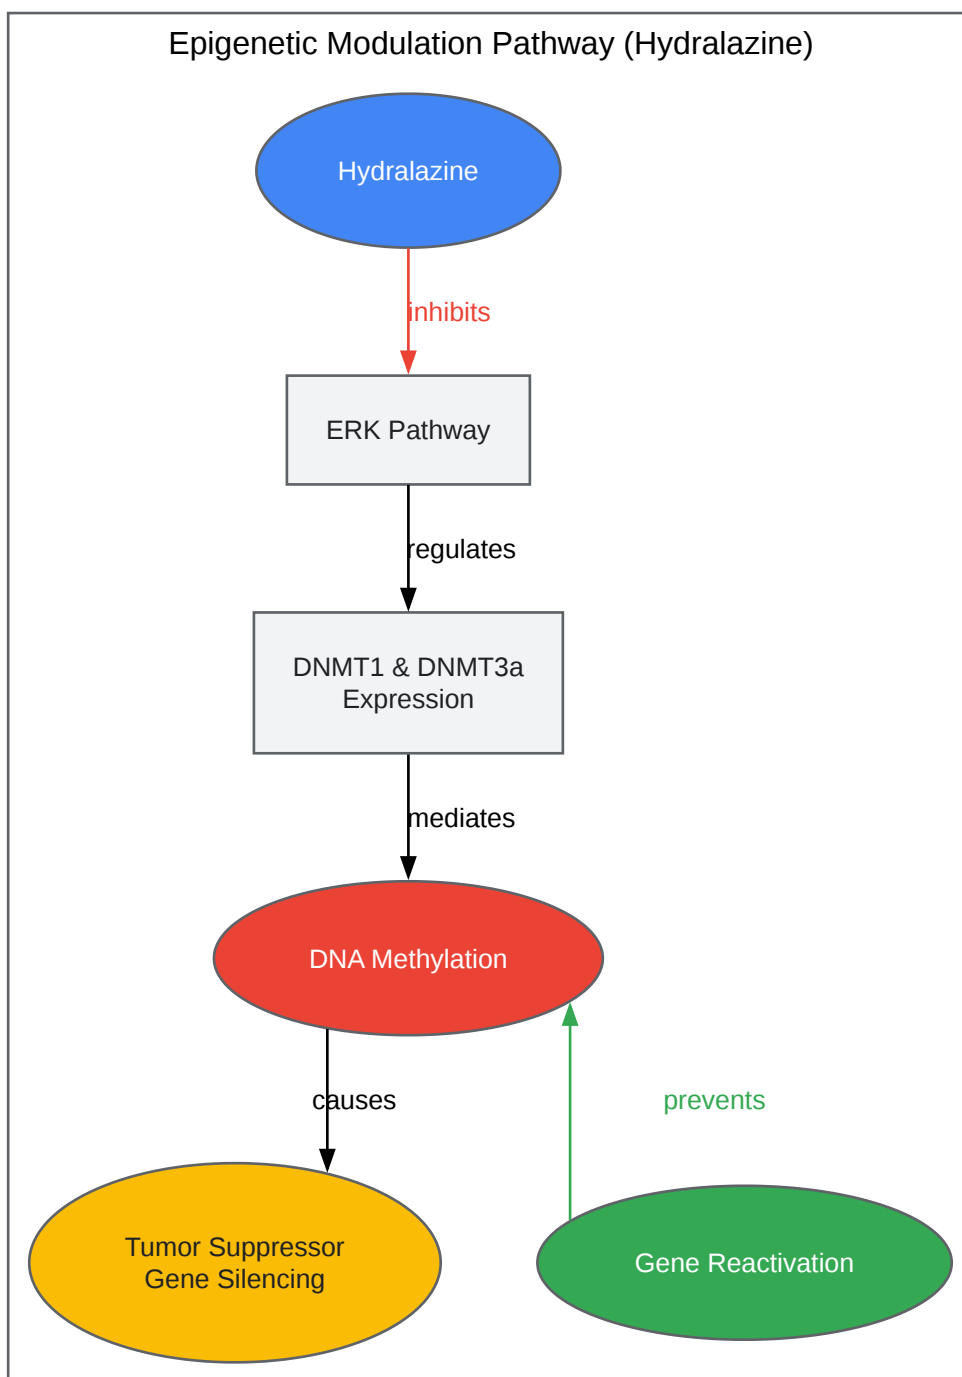 Epigenetic Modulation Pathway (Hydralazine)
Hydralazine
inhibits
ERK Pathway
regulates
DNMT1 & DNMT3a
Expression
mediates
DNA Methylation
causes
prevents
Tumor Suppressor
Gene Silencing
Gene Reactivation